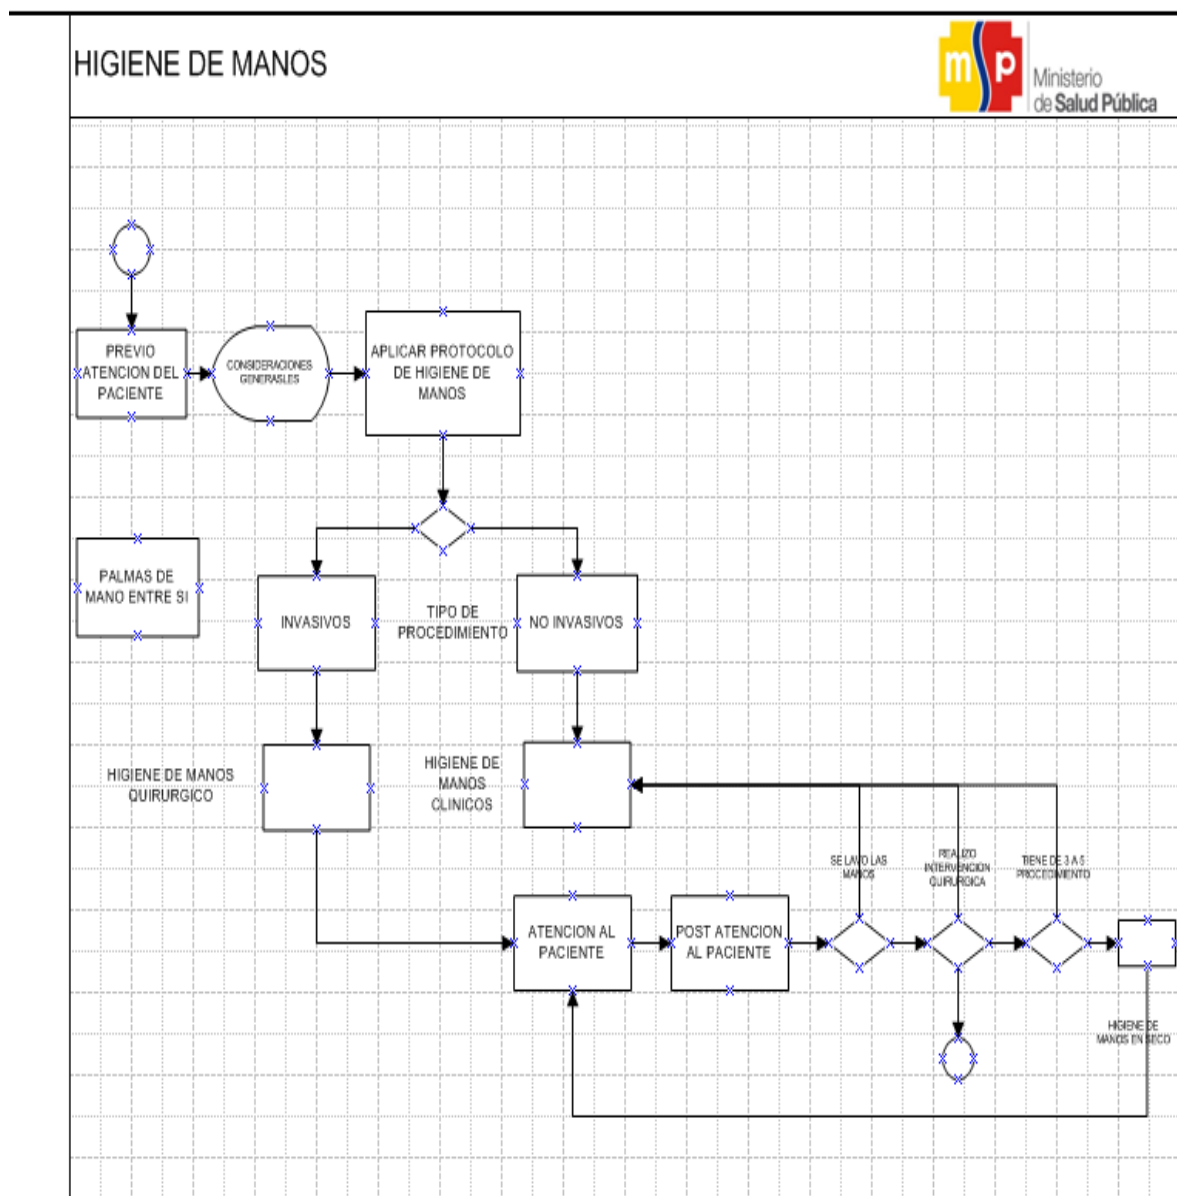 HIGIENE DE MANOS
msp
Ministerio
de Salud Pública
PREVIO
ATENCION DEL
PACIENTE
CONSIDERACIONES
GENERASLES
APLICAR PROTOCOLO
DE HIGIENE DE
MANOS
PALMAS DE
MANO ENTRE SI
INVASIVOS
TIPO DE
PROCEDIMIENTO
NO INVASIVOS
HIGIENE DE MANOS
QUIRURGICO
HIGIENE DE
MANOS
CLINICOS
SE LAVO LAS
MANOS
REALIZO
INTERVENCION
QUIRURGICA
TIENE DE 3 A 5
PROCEDIMIENTO
ATENCION AL
PACIENTE
POST ATENCION
AL PACIENTE
HIGIENE DE
MANOS EN SECO